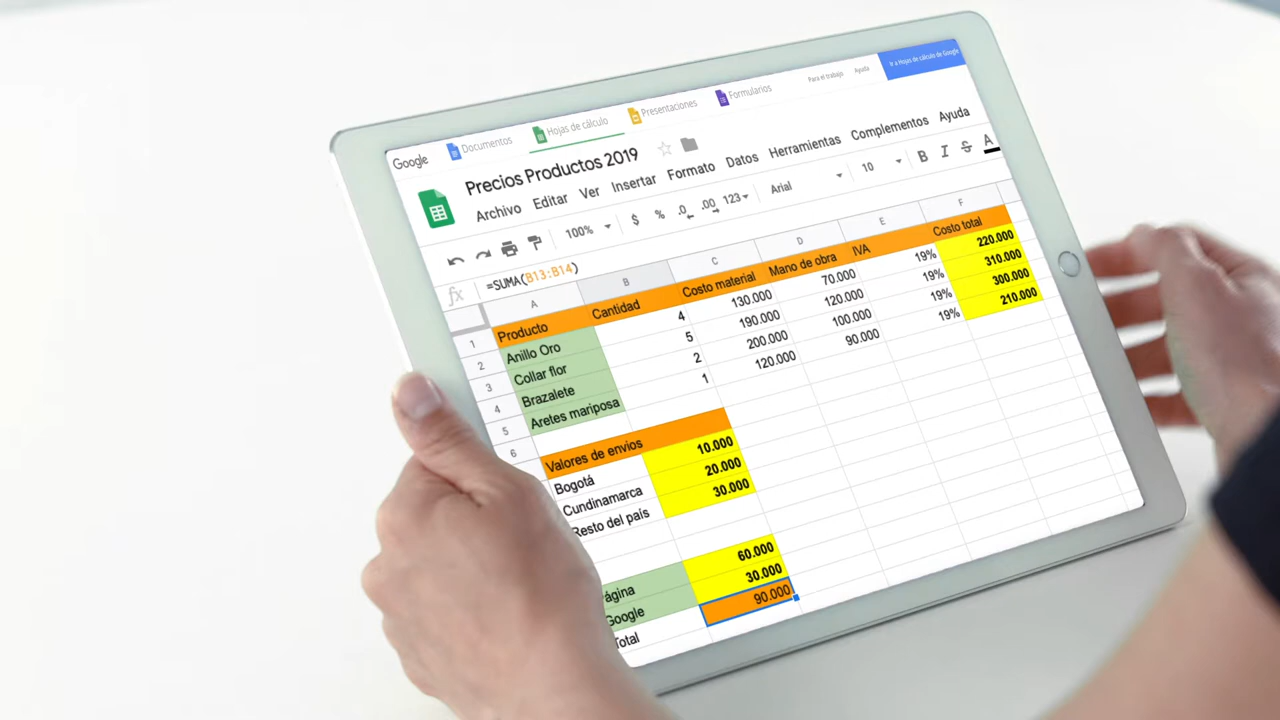 Google Documentos Hojas de cálculo Presentaciones Formularios Para el trabajo Ayuda Ir a Hojas de cálculo de Google
Precios Productos 2019
Archivo Editar Ver Insertar Formato Datos Herramientas Complementos Ayuda
100% $ % .0 .00 123 Arial 10 B I S A
fx =SUMA(B13:B14)
A B C D E F
1 Producto Cantidad Costo material Mano de obra IVA Costo total
2 Anillo Oro 4 130.000 70.000 19% 220.000
3 Collar flor 5 190.000 120.000 19% 310.000
4 Brazalete 2 200.000 100.000 19% 300.000
5 Aretes mariposa 1 120.000 90.000 19% 210.000
6
Valores de envios
Bogotá 10.000
Cundinamarca 20.000
Resto del país 30.000
ágina 60.000
Google 30.000
Total 90.000